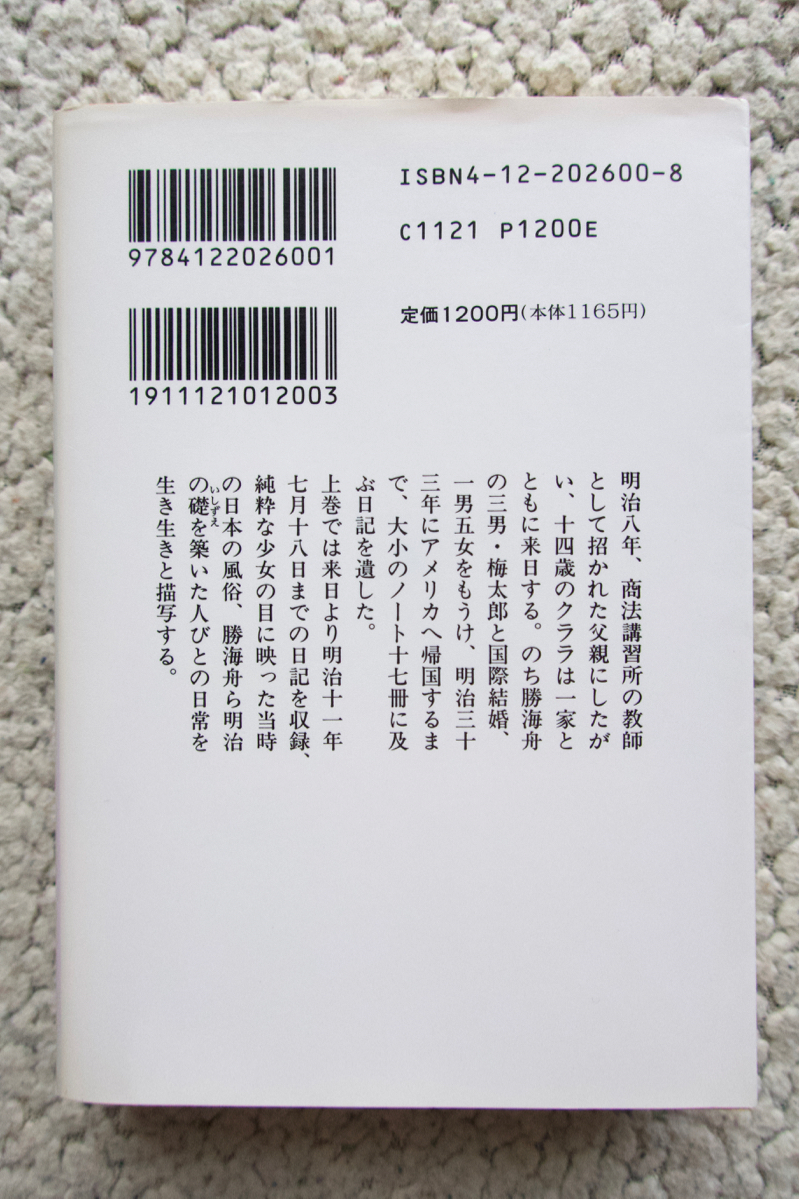 ISBN4-12-202600-8
C1121 P1200E
9784122026001
定価1200円(本体1165円)
1911121012003
明治八年、商法講習所の教師
として招かれた父親にしたが
い、十四歳のクララは一家と
ともに来日する。のち勝海舟
の三男・梅太郎と国際結婚、
一男五女をもうけ、明治三十
三年にアメリカへ帰国するま
で、大小のノート十七冊に及
ぶ日記を遺した。
上巻では来日より明治十一年
七月十八日までの日記を収録、
純粋な少女の目に映った当時
の日本の風俗、勝海舟ら明治
の礎いしずえを築いた人びとの日常を
生き生きと描写する。